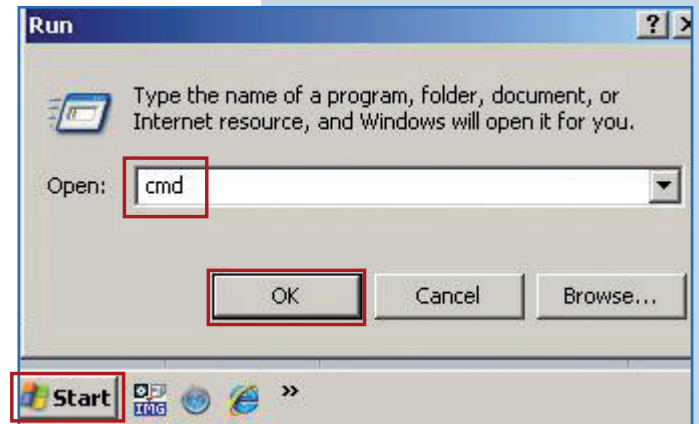 Run
Type the name of a program, folder, document, or
Internet resource, and Windows will open it for you.
Open: cmd
OK Cancel Browse...
Start IMG »